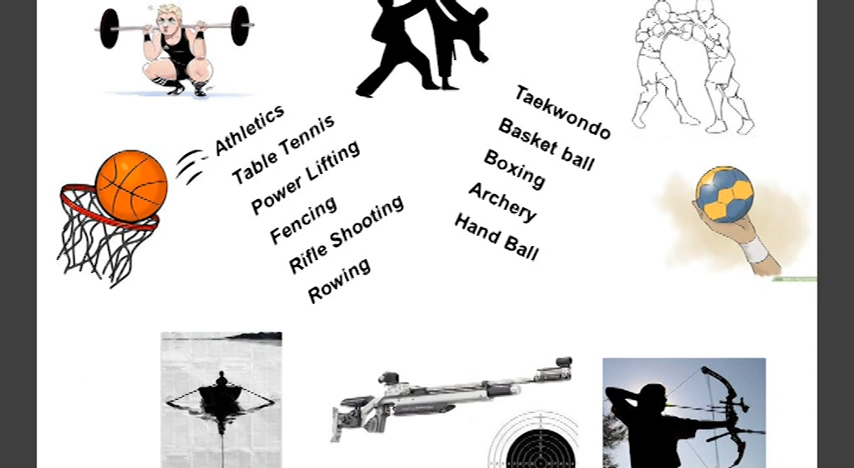 Athletics
Table Tennis
Power Lifting
Fencing
Rifle Shooting
Rowing
Taekwondo
Basket ball
Boxing
Archery
Hand Ball